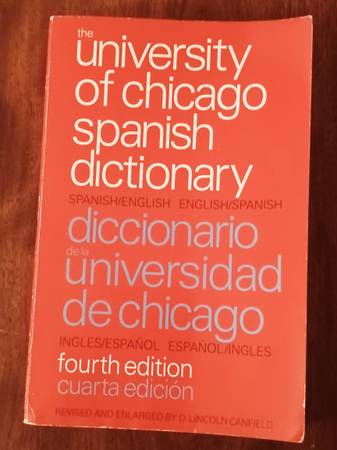 the
university
of chicago
spanish
dictionary
SPANISH/ENGLISH ENGLISH/SPANISH
diccionario
de la
universidad
de chicago
INGLES/ESPAÑOL ESPAÑOL/INGLES
fourth edition
cuarta edición
REVISED AND ENLARGED BY D. LINCOLN CANFIELD